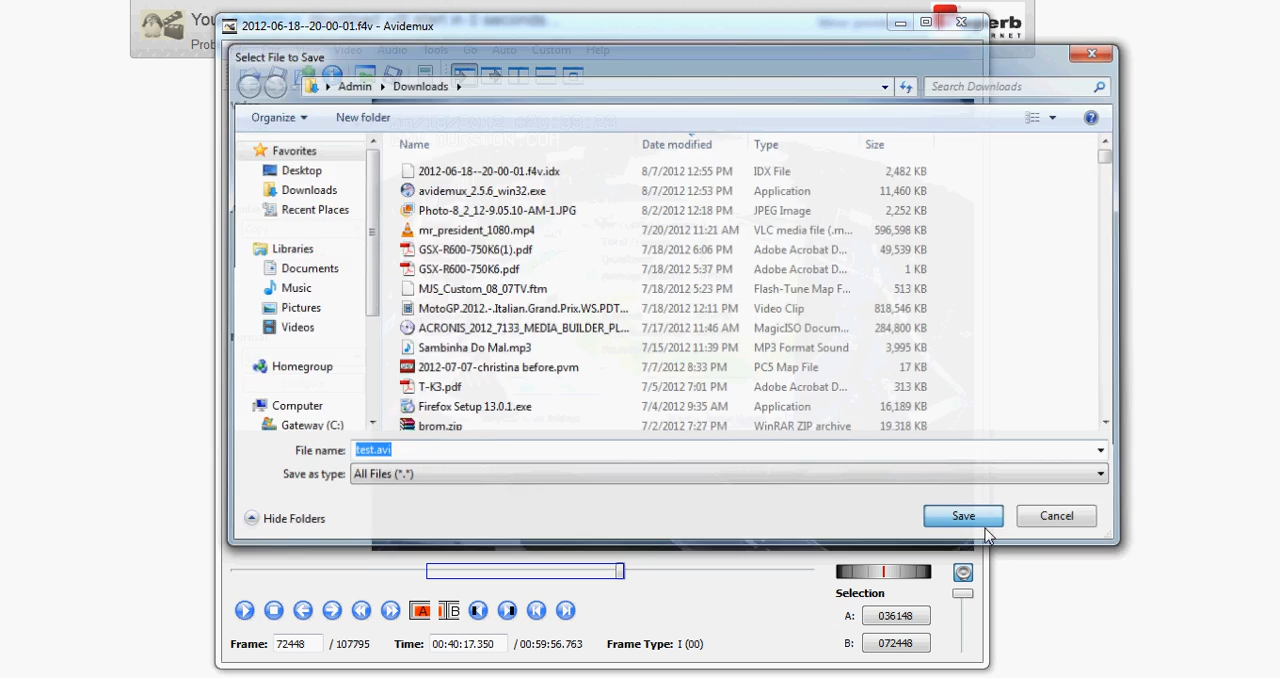 You
Prob
2012-06-18--20-00-01.f4v - Avidemux
Video Audio Tools Go Auto Custom Help
Select File to Save
Admin Downloads
Search Downloads
Organize New folder
Name Date modified Type Size
Favorites
Desktop
Downloads
Recent Places
Libraries
Documents
Music
Pictures
Videos
Homegroup
Computer
Gateway (C:)
2012-06-18--20-00-01.f4v.idx 8/7/2012 12:55 PM IDX File 2,482 KB
avidemux_2.5.6_win32.exe 8/7/2012 12:53 PM Application 11,460 KB
Photo-8_2_12-9.05.10-AM-1.JPG 8/2/2012 12:18 PM JPEG Image 2,252 KB
mr_president_1080.mp4 7/20/2012 11:21 AM VLC media file (.m... 596,598 KB
GSX-R600-750K6(1).pdf 7/18/2012 6:06 PM Adobe Acrobat D... 49,539 KB
GSX-R600-750K6.pdf 7/18/2012 5:37 PM Adobe Acrobat D... 1 KB
MJS_Custom_08_07TV.ftm 7/18/2012 5:23 PM Flash-Tune Map F... 513 KB
MotoGP.2012.-.Italian.Grand.Prix.WS.PDT... 7/18/2012 12:11 PM Video Clip 818,546 KB
ACRONIS_2012_7133_MEDIA_BUILDER_PL... 7/17/2012 11:46 AM MagicISO Docum... 284,800 KB
Sambinha Do Mal.mp3 7/15/2012 11:39 PM MP3 Format Sound 3,995 KB
2012-07-07-christina before.pvm 7/7/2012 8:33 PM PC5 Map File 17 KB
T-K3.pdf 7/5/2012 7:01 PM Adobe Acrobat D... 313 KB
Firefox Setup 13.0.1.exe 7/4/2012 9:35 AM Application 16,189 KB
brom.zip 7/2/2012 7:27 PM WinRAR ZIP archive 19,318 KB
File name: test.avi
Save as type: All Files (*.*)
Hide Folders
Save Cancel
Selection
A: 036148
B: 072448
A B
Frame: 72448 / 107795 Time: 00:40:17.350 / 00:59:56.763 Frame Type: I (00)